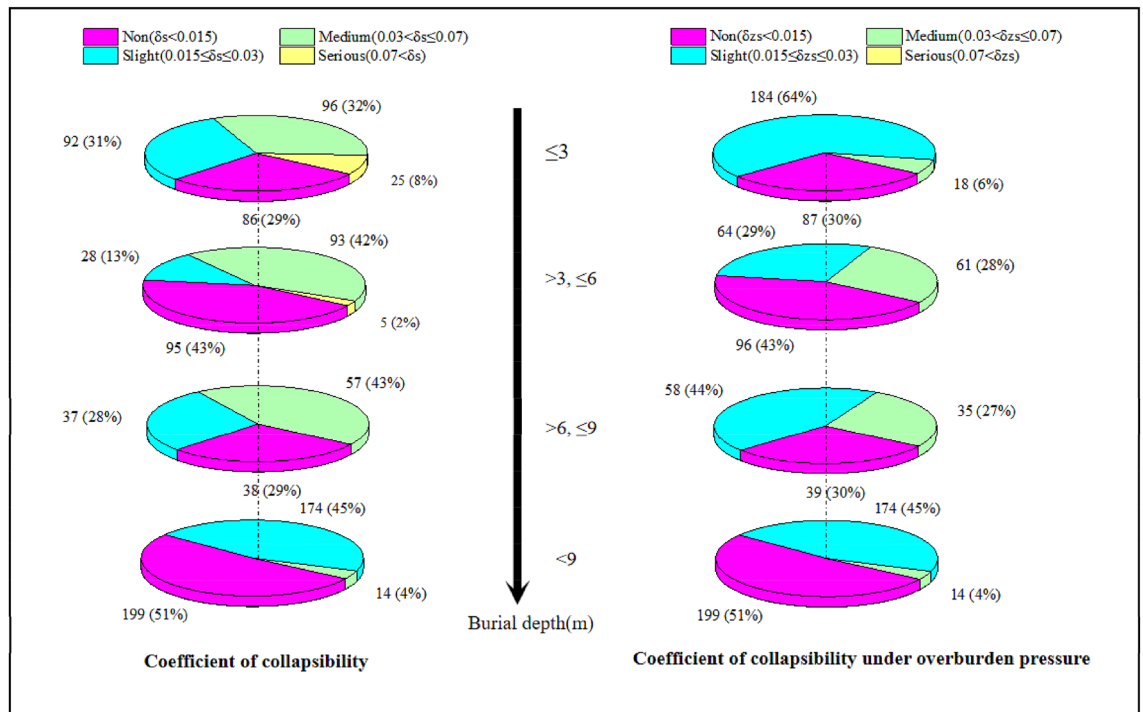 Non(δs<0.015)
Medium(0.03<δs≤0.07)
Slight(0.015≤δs≤0.03)
Serious(0.07<δs)
Non(δzs<0.015)
Medium(0.03<δzs≤0.07)
Slight(0.015≤δzs≤0.03)
Serious(0.07<δzs)
96 (32%)
92 (31%)
25 (8%)
86 (29%)
≤3
184 (64%)
18 (6%)
87 (30%)
93 (42%)
28 (13%)
5 (2%)
95 (43%)
>3, ≤6
64 (29%)
61 (28%)
96 (43%)
57 (43%)
37 (28%)
38 (29%)
>6, ≤9
58 (44%)
35 (27%)
39 (30%)
174 (45%)
14 (4%)
199 (51%)
<9
174 (45%)
14 (4%)
199 (51%)
Burial depth(m)
Coefficient of collapsibility
Coefficient of collapsibility under overburden pressure